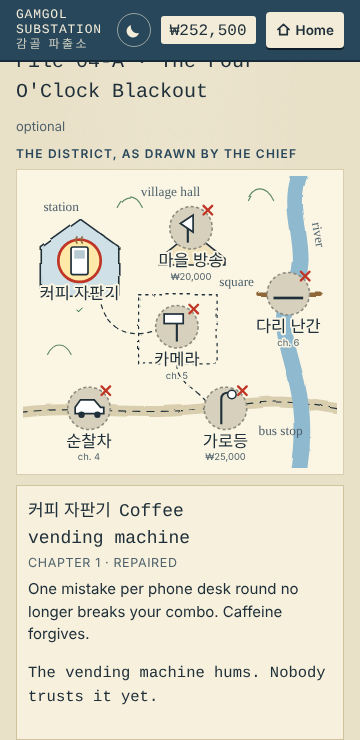 GAMGOL
SUBSTATION
감골 파출소
₩252,500
Home
File 04-A · The Four
O'Clock Blackout
optional
THE DISTRICT, AS DRAWN BY THE CHIEF
village hall
station
river
마을 방송
₩20,000
square
커피 자판기
✓
다리 난간
ch. 6
카메라
ch. 5
순찰차
ch. 4
가로등
₩25,000
bus stop
커피 자판기 Coffee
vending machine
CHAPTER 1 · REPAIRED
One mistake per phone desk round no
longer breaks your combo. Caffeine
forgives.
The vending machine hums. Nobody
trusts it yet.